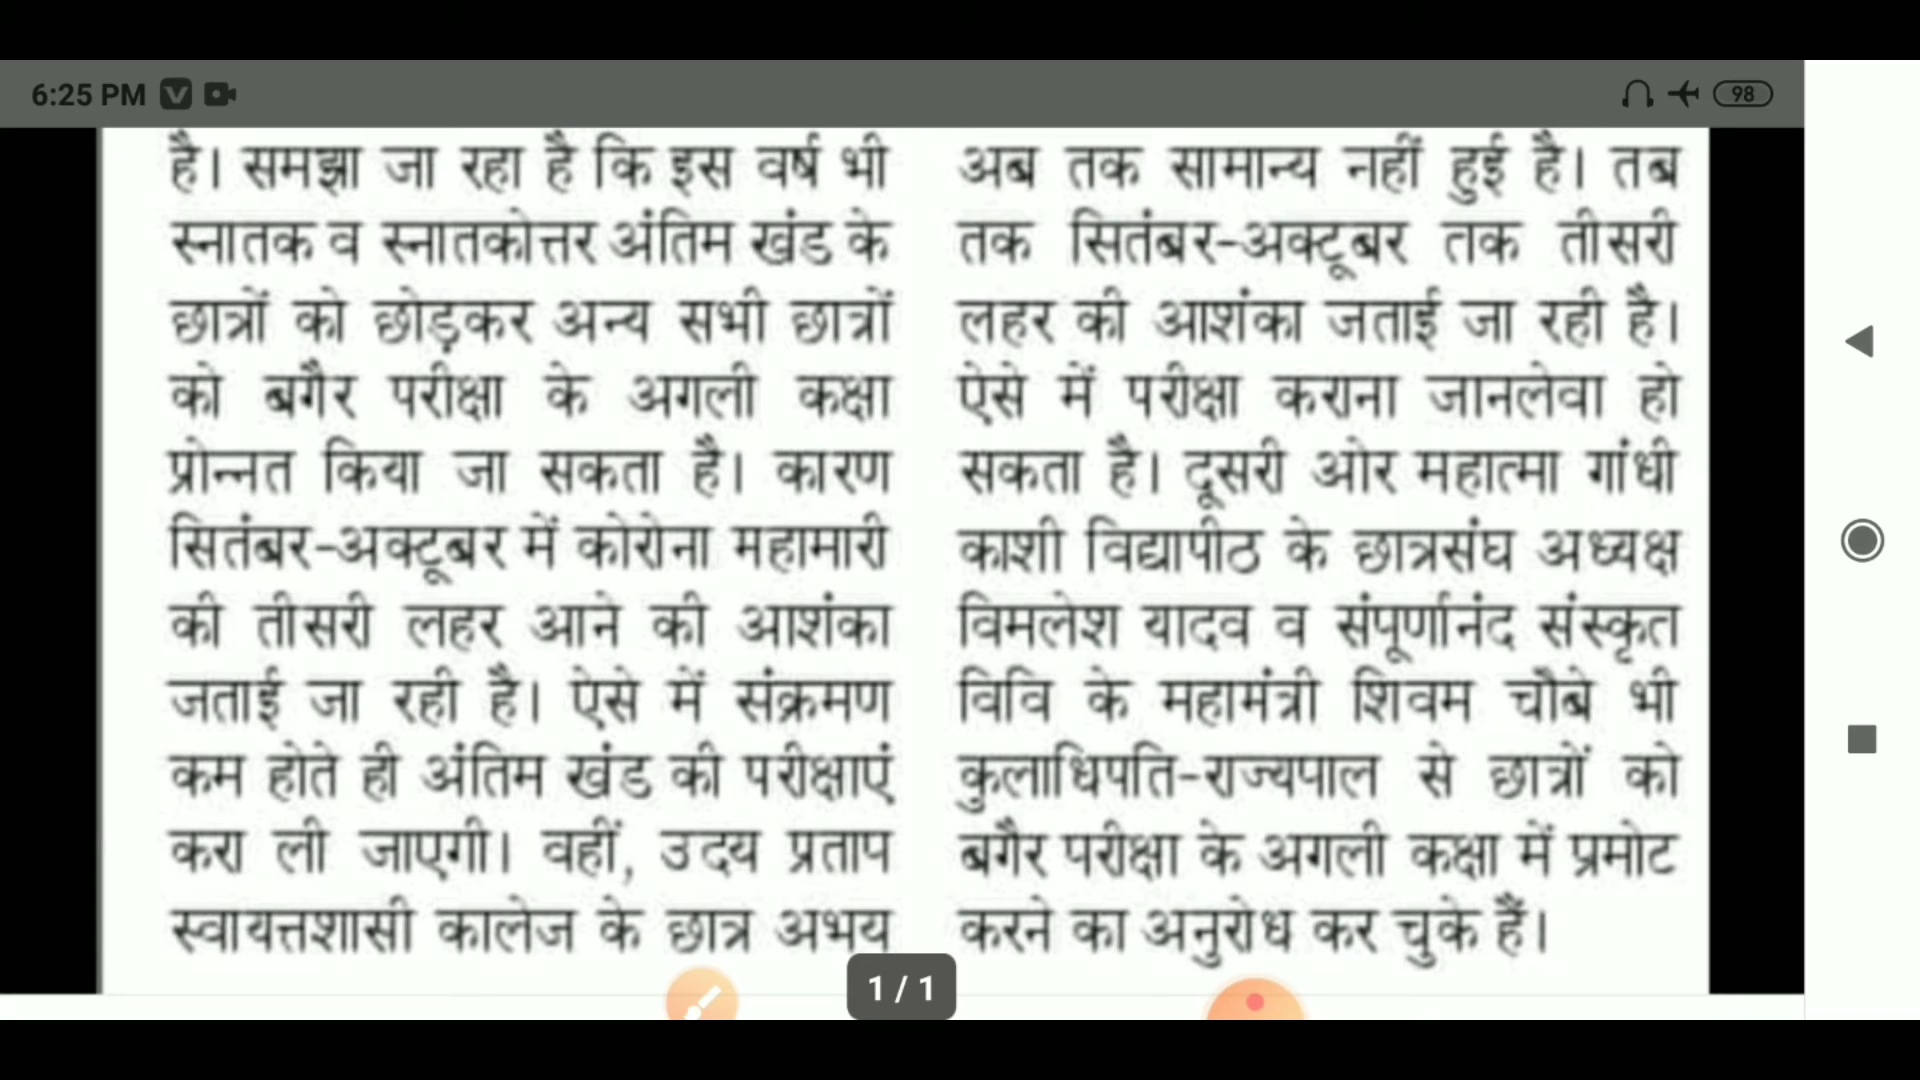 6:25 PM
98
है। समझा जा रहा है कि इस वर्ष भी
स्नातक व स्नातकोत्तर अंतिम खंड के
छात्रों को छोड़कर अन्य सभी छात्रों
को बगैर परीक्षा के अगली कक्षा
प्रोन्नत किया जा सकता है। कारण
सितंबर-अक्टूबर में कोरोना महामारी
की तीसरी लहर आने की आशंका
जताई जा रही है। ऐसे में संक्रमण
कम होते ही अंतिम खंड की परीक्षाएं
करा ली जाएगी। वहीं, उदय प्रताप
स्वायत्तशासी कालेज के छात्र अभय
अब तक सामान्य नहीं हुई है। तब
तक सितंबर-अक्टूबर तक तीसरी
लहर की आशंका जताई जा रही है।
ऐसे में परीक्षा कराना जानलेवा हो
सकता है। दूसरी ओर महात्मा गांधी
काशी विद्यापीठ के छात्रसंघ अध्यक्ष
विमलेश यादव व संपूर्णानंद संस्कृत
विवि के महामंत्री शिवम चौबे भी
कुलाधिपति-राज्यपाल से छात्रों को
बगैर परीक्षा के अगली कक्षा में प्रमोट
करने का अनुरोध कर चुके हैं।
1 / 1